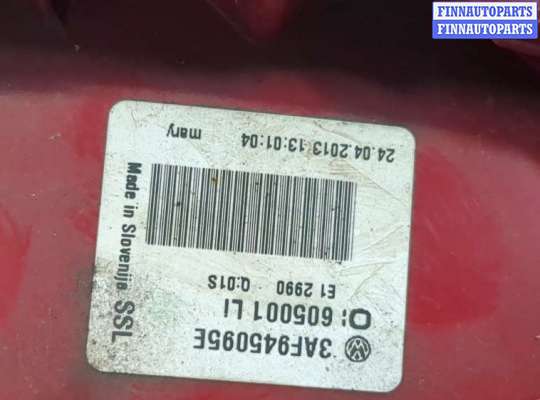 FINNAUTOPARTS
FINNAUTOPARTS
3AF945095E
O: 605001 LI
E1 2990 Q:01S
24.04.2013 13:01:04
mary
Made in Slovenija SSL